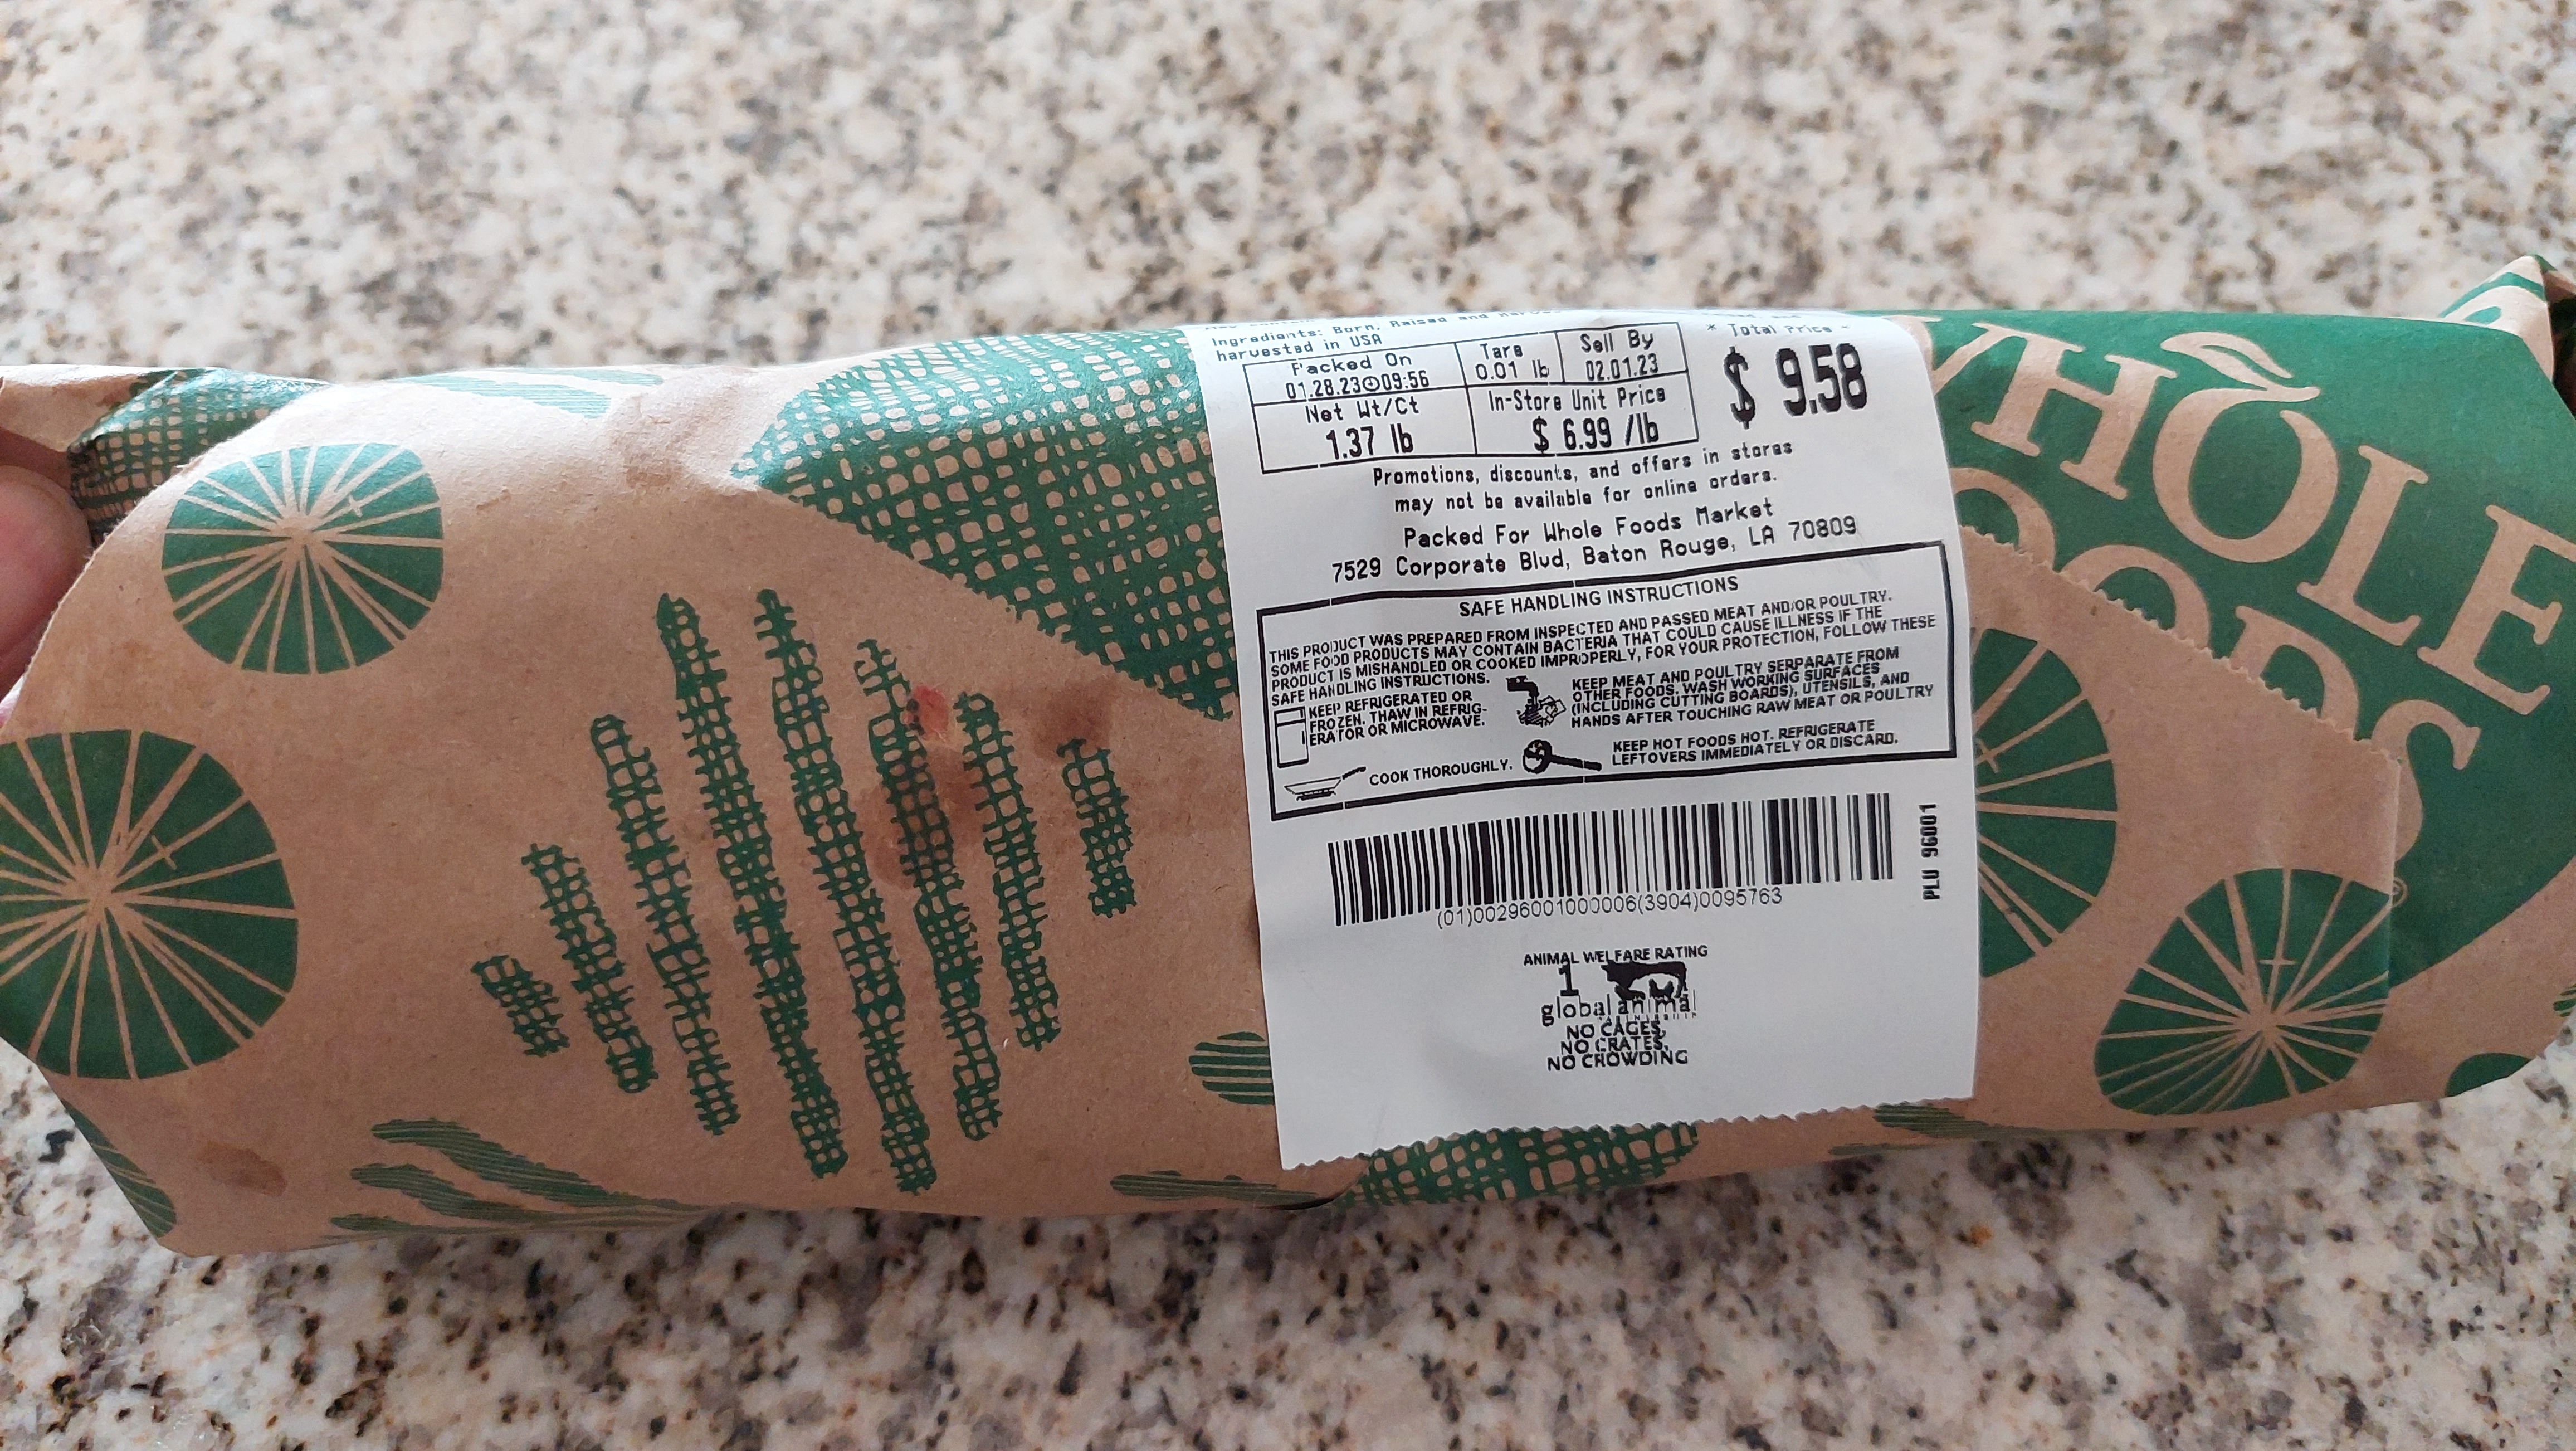 Ingredients: Born, Raised and
harvested in USA
Packed On
01.28.23 09:56
Tare
0.01 lb
Sell By
02.01.23
* Total Price -
$ 9.58
Net Wt/Ct
1.37 lb
In-Store Unit Price
$ 6.99 /lb
Promotions, discounts, and offers in stores
may not be available for online orders.
Packed For Whole Foods Market
7529 Corporate Blvd, Baton Rouge, LA 70809
SAFE HANDLING INSTRUCTIONS
THIS PRODUCT WAS PREPARED FROM INSPECTED AND PASSED MEAT AND/OR POULTRY.
SOME FOOD PRODUCTS MAY CONTAIN BACTERIA THAT COULD CAUSE ILLNESS IF THE
PRODUCT IS MISHANDLED OR COOKED IMPROPERLY, FOR YOUR PROTECTION, FOLLOW THESE
SAFE HANDLING INSTRUCTIONS.
KEEP REFRIGERATED OR
FROZEN. THAW IN REFRIG-
ERATOR OR MICROWAVE.
KEEP MEAT AND POULTRY SERPARATE FROM
OTHER FOODS. WASH WORKING SURFACES
(INCLUDING CUTTING BOARDS), UTENSILS, AND
HANDS AFTER TOUCHING RAW MEAT OR POULTRY
COOK THOROUGHLY.
KEEP HOT FOODS HOT. REFRIGERATE
LEFTOVERS IMMEDIATELY OR DISCARD.
(01)00296001000006(3904)0095763
PLU 96001
ANIMAL WELFARE RATING
1
global animal
NO CAGES,
NO CRATES,
NO CROWDING
WHOLE
FOODS